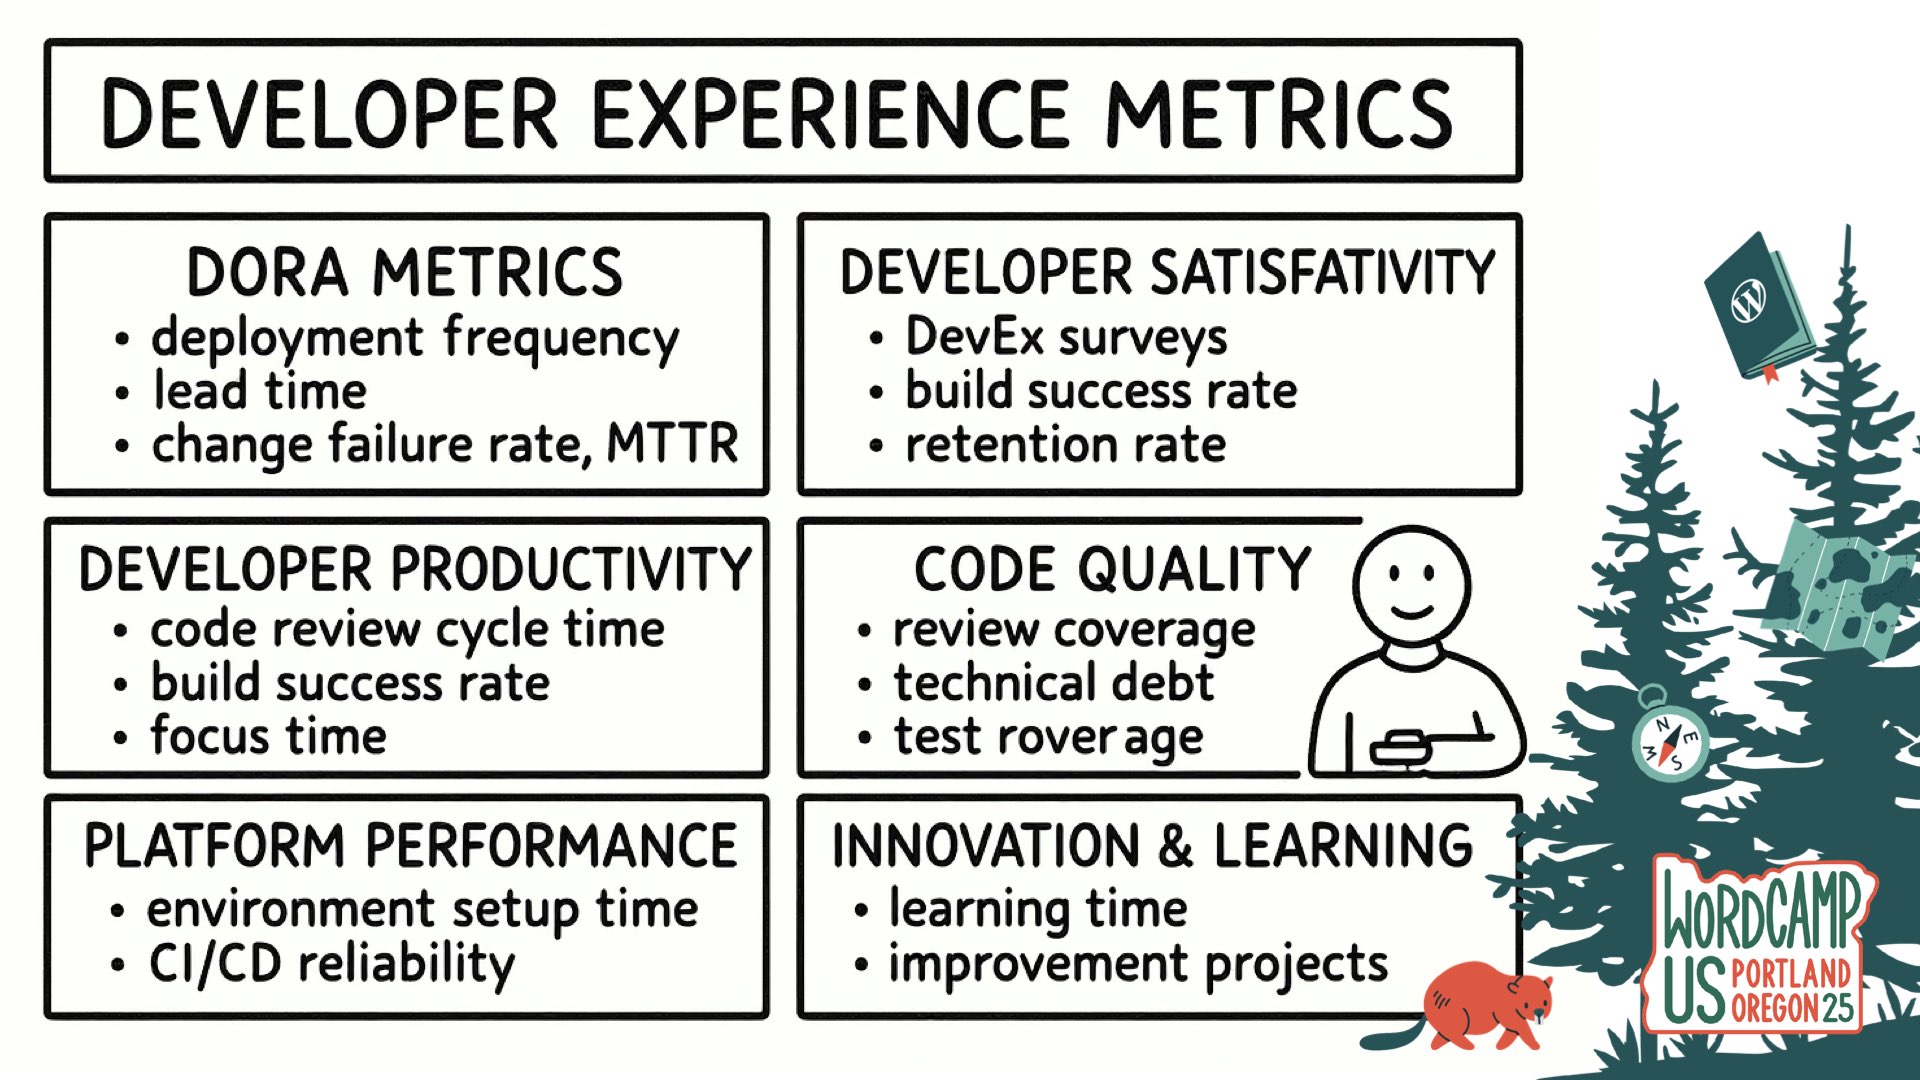 DEVELOPER EXPERIENCE METRICS
DORA METRICS
• deployment frequency
• lead time
• change failure rate, MTTR
DEVELOPER SATISFATIVITY
• DevEx surveys
• build success rate
• retention rate
DEVELOPER PRODUCTIVITY
• code review cycle time
• build success rate
• focus time
CODE QUALITY
• review coverage
• technical debt
• test roverage
PLATFORM PERFORMANCE
• environment setup time
• CI/CD reliability
INNOVATION & LEARNING
• learning time
• improvement projects
W
N
E
S
W
WORDCAMP
US PORTLAND
OREGON 25